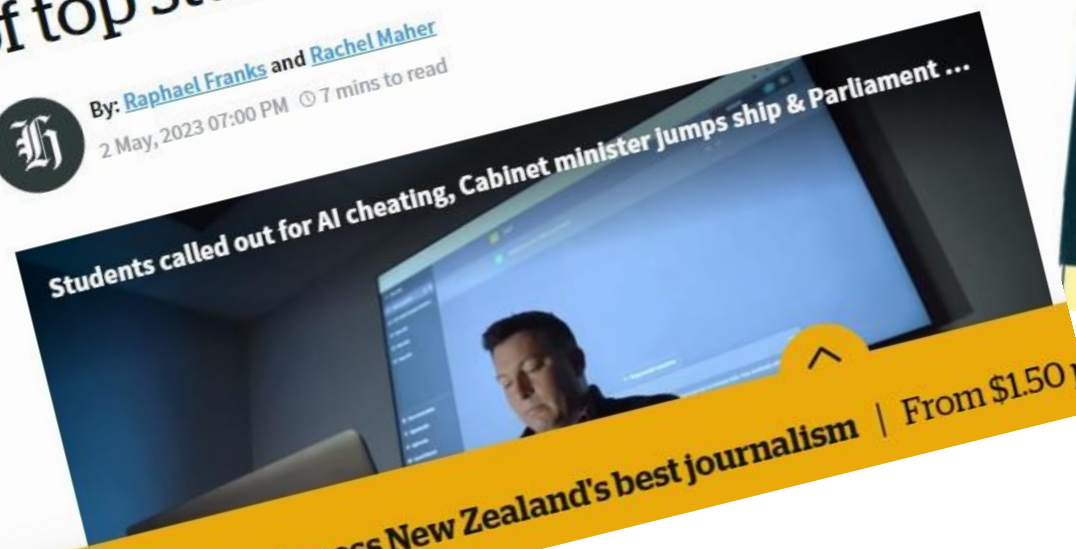 of top
By: Raphael Franks and Rachel Maher
2 May, 2023 07:00 PM 7 mins to read
Students called out for AI cheating, Cabinet minister jumps ship & Parliament ...
New Zealand's best journalism | From $1.50